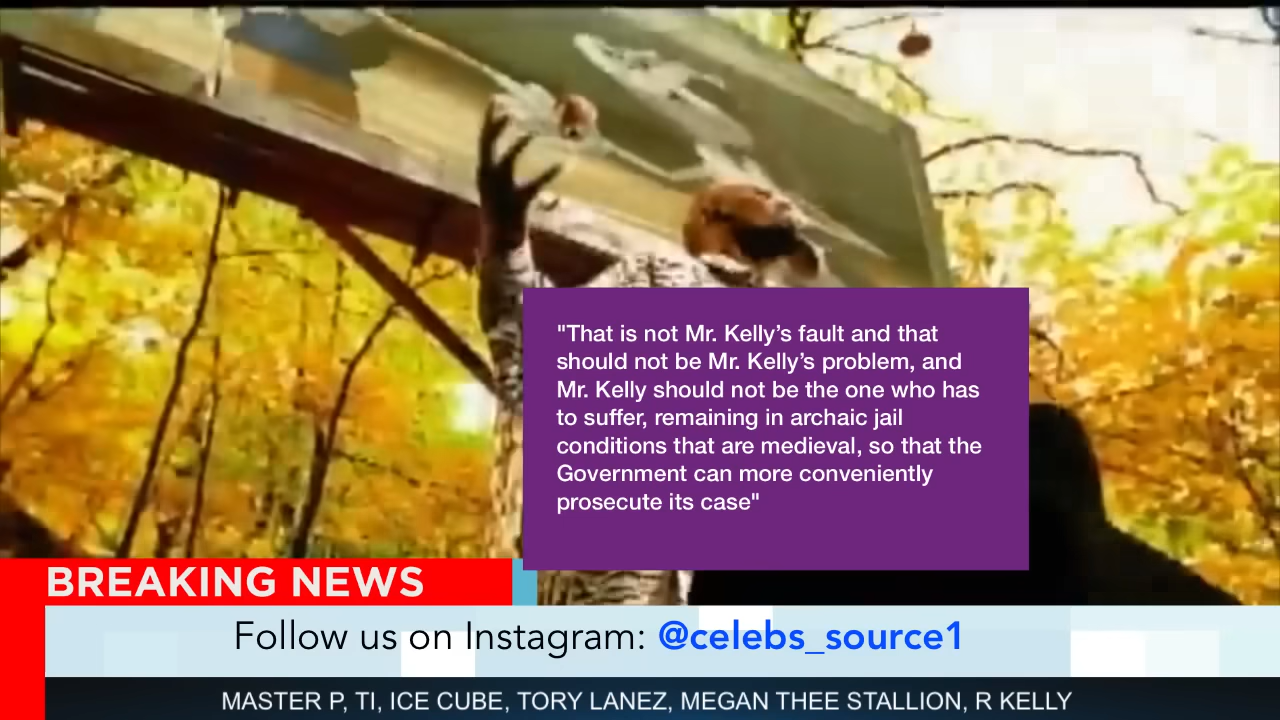 "That is not Mr. Kelly’s fault and that
should not be Mr. Kelly’s problem, and
Mr. Kelly should not be the one who has
to suffer, remaining in archaic jail
conditions that are medieval, so that the
Government can more conveniently
prosecute its case"
BREAKING NEWS
Follow us on Instagram: @celebs_source1
MASTER P, TI, ICE CUBE, TORY LANEZ, MEGAN THEE STALLION, R KELLY